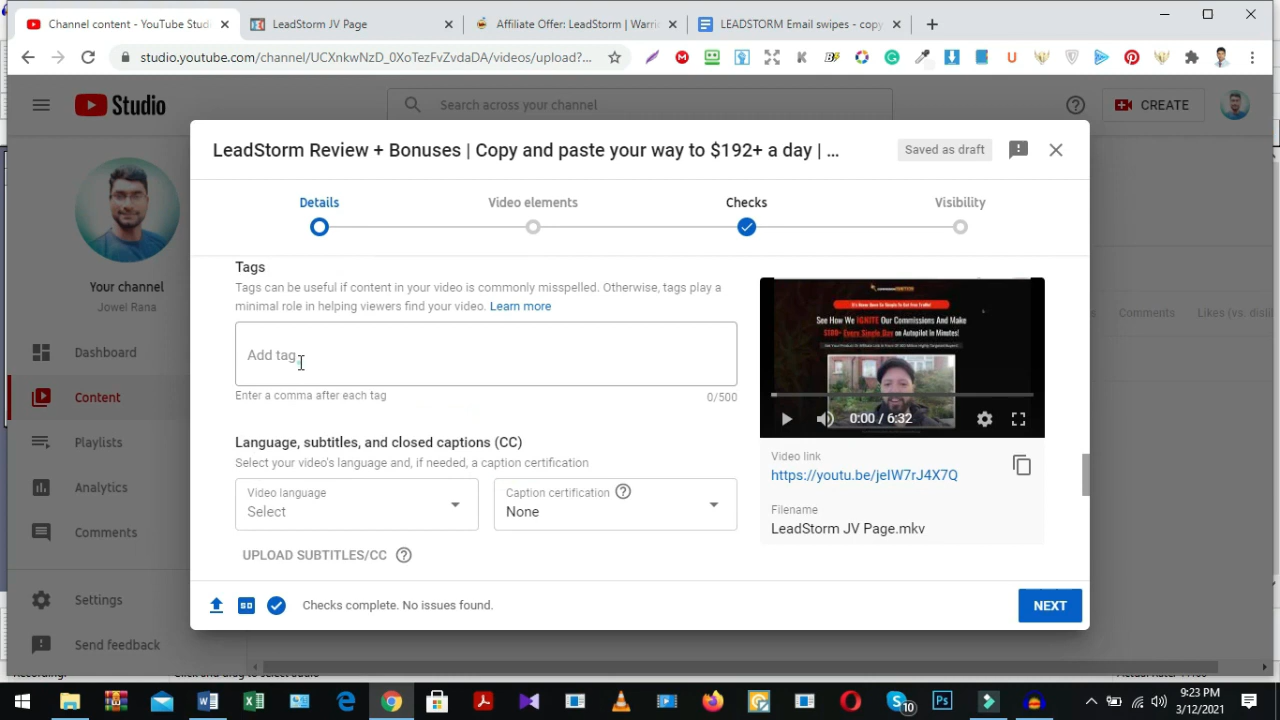 Channel content - YouTube Stud
LeadStorm JV Page
Affiliate Offer: LeadStorm | Warri
LEADSTORM Email swipes - copy
studio.youtube.com/channel/UCXnkwNzD_0XoTezFvZvdaDA/videos/upload?...
Studio
Search across your channel
CREATE
LeadStorm Review + Bonuses | Copy and paste your way to $192+ a day | ...
Saved as draft
Details
Video elements
Checks
Visibility
Your channel
Jowel Rana
Dashboard
Content
Playlists
Analytics
Comments
Settings
Send feedback
Tags
Tags can be useful if content in your video is commonly misspelled. Otherwise, tags play a
minimal role in helping viewers find your video. Learn more
Add tag
Enter a comma after each tag
0/500
Language, subtitles, and closed captions (CC)
Select your video's language and, if needed, a caption certification
Video language
Select
Caption certification
None
UPLOAD SUBTITLES/CC
See How We IGNITE Our Commissions And Make
Every Single Day on Autopilot In Minutes!
0:00 / 6:32
Video link
https://youtu.be/jeIW7rJ4X7Q
Filename
LeadStorm JV Page.mkv
Comments
Likes (vs. disli
Checks complete. No issues found.
NEXT
10
9:23 PM
3/12/2021